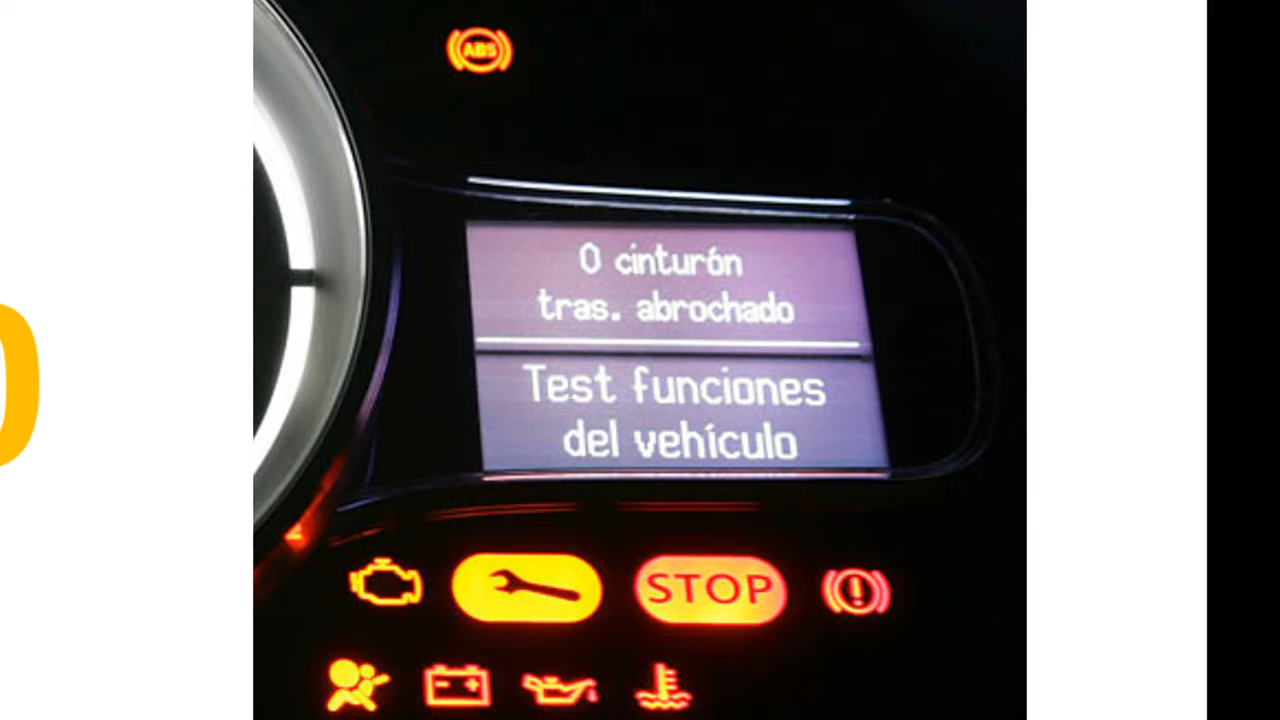 ABS
0 cinturón
tras. abrochado
Test funciones
del vehículo
STOP